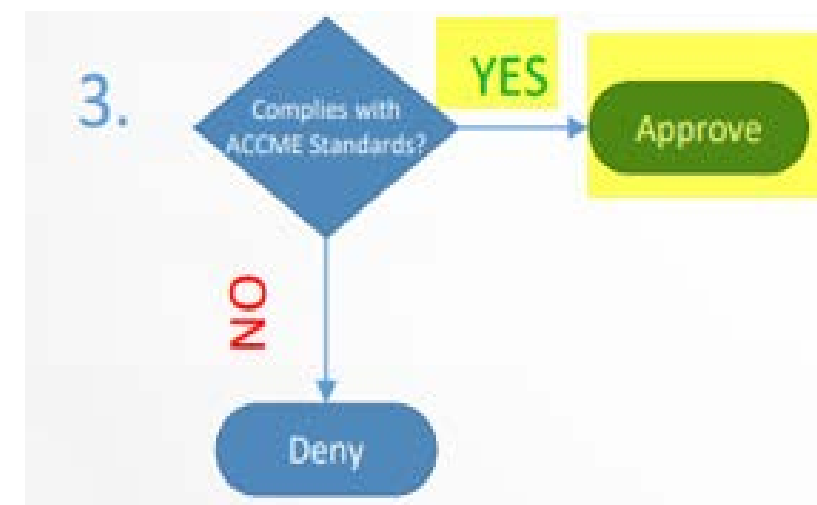 3.
Complies with
ACCME Standards?
YES
Approve
NO
Deny